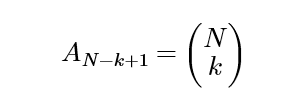 $A_{N-k+1} = \binom{N}{k}$